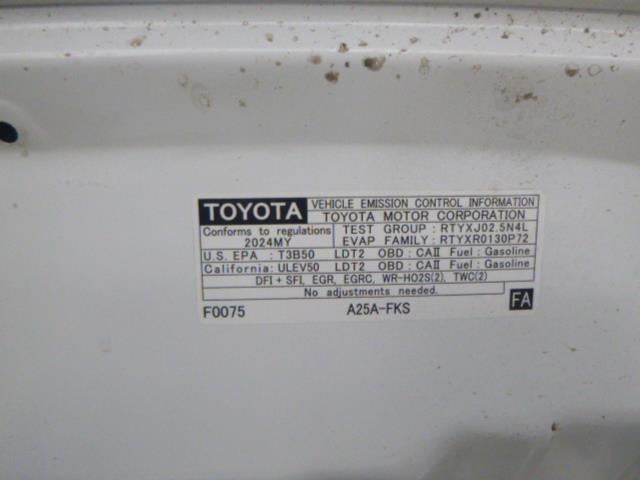 TOYOTA VEHICLE EMISSION CONTROL INFORMATION
TOYOTA MOTOR CORPORATION
Conforms to regulations TEST GROUP : RTYXJ02.5N4L
2024MY EVAP FAMILY : RTYXR0130P72
U.S. EPA : T3B50 LDT2 OBD : CAII Fuel : Gasoline
California: ULEV50 LDT2 OBD : CAII Fuel : Gasoline
DFI + SFI, EGR, EGRC, WR-HO2S(2), TWC(2)
No adjustments needed.
F0075 A25A-FKS FA